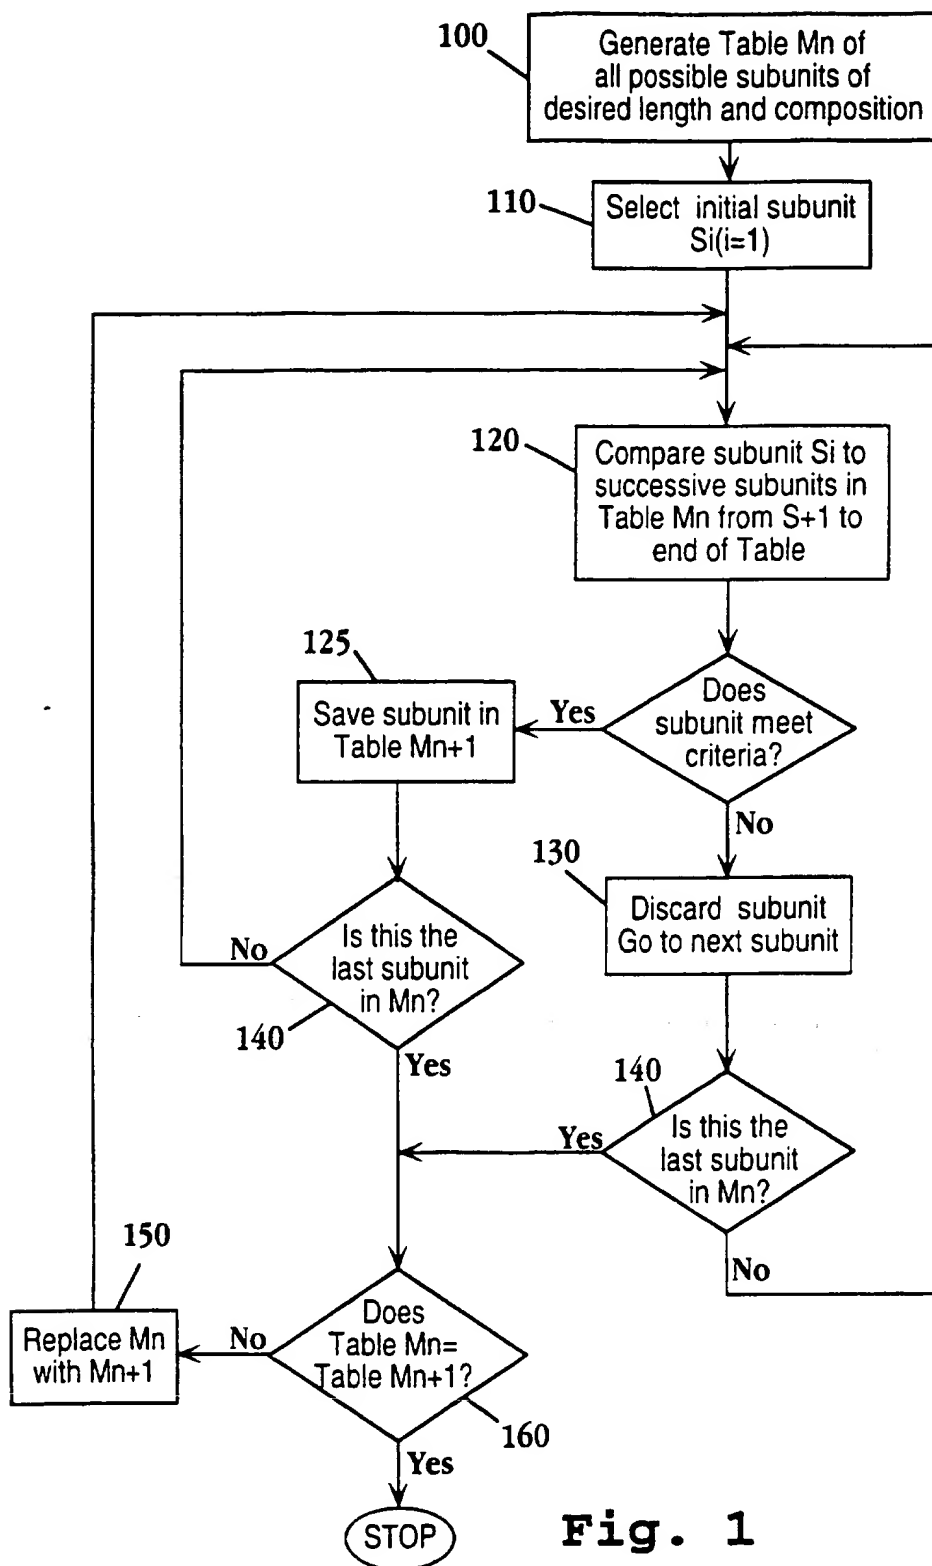 100
Generate Table Mn of
all possible subunits of
desired length and composition
110
Select initial subunit
Si(i=1)
120
Compare subunit Si to
successive subunits in
Table Mn from S+1 to
end of Table
125
Save subunit in
Table Mn+1
Yes
Does
subunit meet
criteria?
No
130
Discard subunit
Go to next subunit
No
Is this the
last subunit
in Mn?
140
Yes
140
Yes
Is this the
last subunit
in Mn?
No
150
Replace Mn
with Mn+1
No
Does
Table Mn=
Table Mn+1?
160
Yes
STOP
Fig. 1